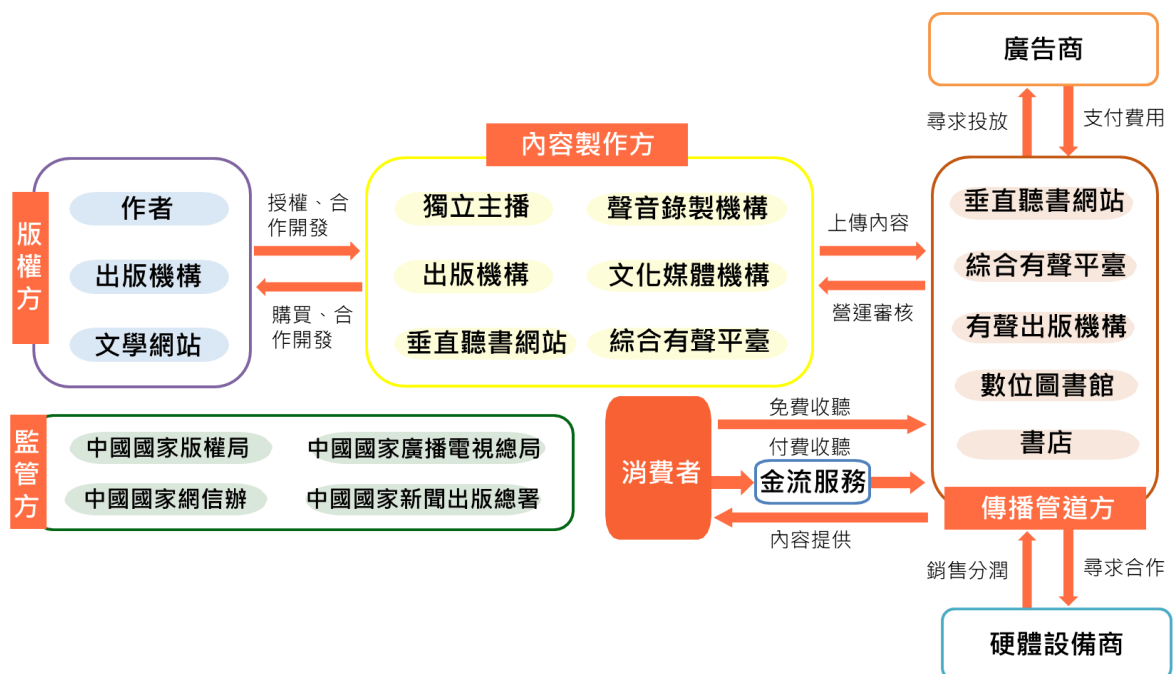 版權方
作者
出版機構
文學網站
授權、合
作開發
購買、合
作開發
內容製作方
獨立主播
聲音錄製機構
出版機構
文化媒體機構
垂直聽書網站
綜合有聲平臺
上傳內容
營運審核
廣告商
尋求投放
支付費用
垂直聽書網站
綜合有聲平臺
有聲出版機構
數位圖書館
書店
傳播管道方
監管方
中國國家版權局
中國國家廣播電視總局
中國國家網信辦
中國國家新聞出版總署
消費者
免費收聽
付費收聽
金流服務
內容提供
銷售分潤
尋求合作
硬體設備商